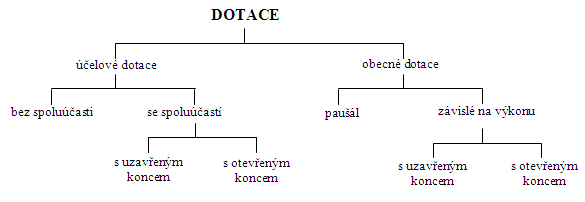 DOTACE
účelové dotace
obecné dotace
bez spoluúčasti
se spoluúčastí
paušál
závislé na výkonu
s uzavřeným
koncem
s otevřeným
koncem
s uzavřeným
koncem
s otevřeným
koncem